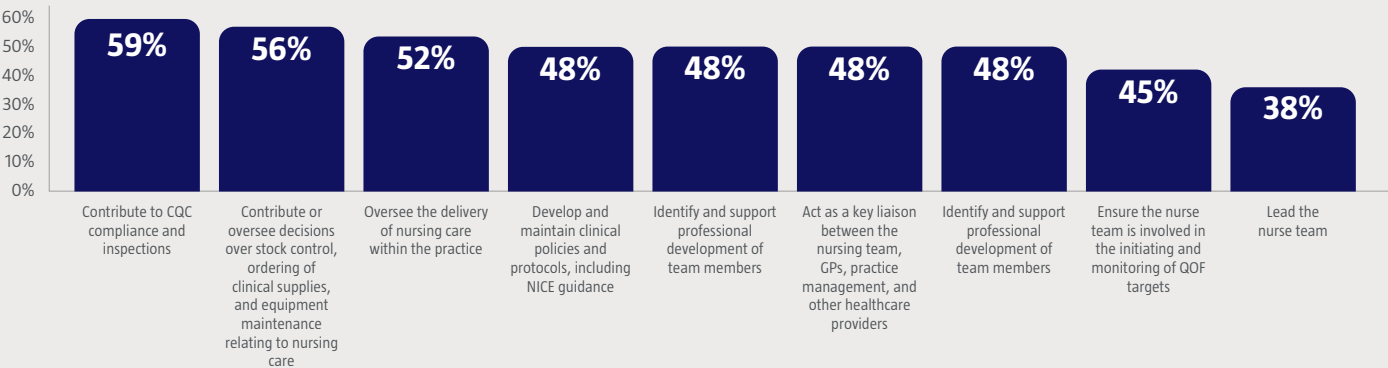 60%
50%
40%
30%
20%
10%
0%
59%
56%
52%
48%
48%
48%
48%
45%
38%
Contribute to CQC
compliance and
inspections
Contribute or
oversee decisions
over stock control,
ordering of
clinical supplies,
and equipment
maintenance
relating to nursing
care
Oversee the delivery
of nursing care
within the practice
Develop and
maintain clinical
policies and
protocols, including
NICE guidance
Identify and support
professional
development of
team members
Act as a key liaison
between the
nursing team,
GPs, practice
management, and
other healthcare
providers
Identify and support
professional
development of
team members
Ensure the nurse
team is involved in
the initiating and
monitoring of QOF
targets
Lead the
nurse team